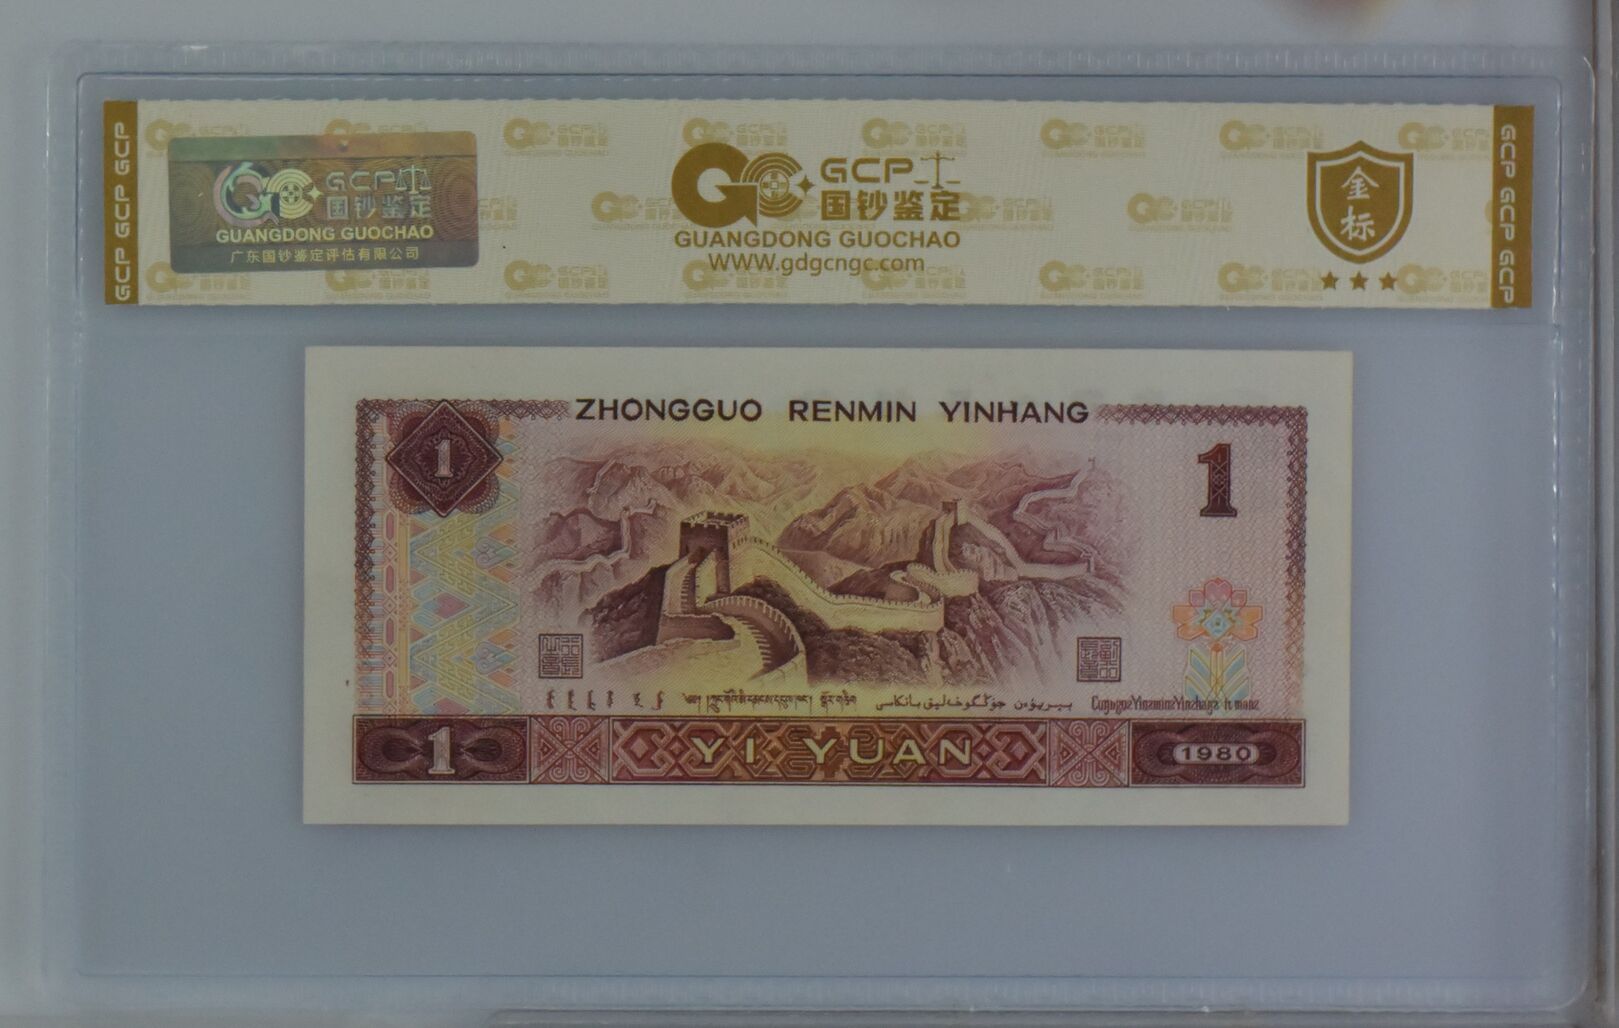 GCP GCP GCP
GCP
国钞鉴定
GUANGDONG GUOCHAO
广东国钞鉴定评估有限公司
GCP
国钞鉴定
GUANGDONG GUOCHAO
WWW.gdgcngc.com
金标
GCP GCP GCP
ZHONGGUO RENMIN YINHANG
1
1
1
YI YUAN
1980